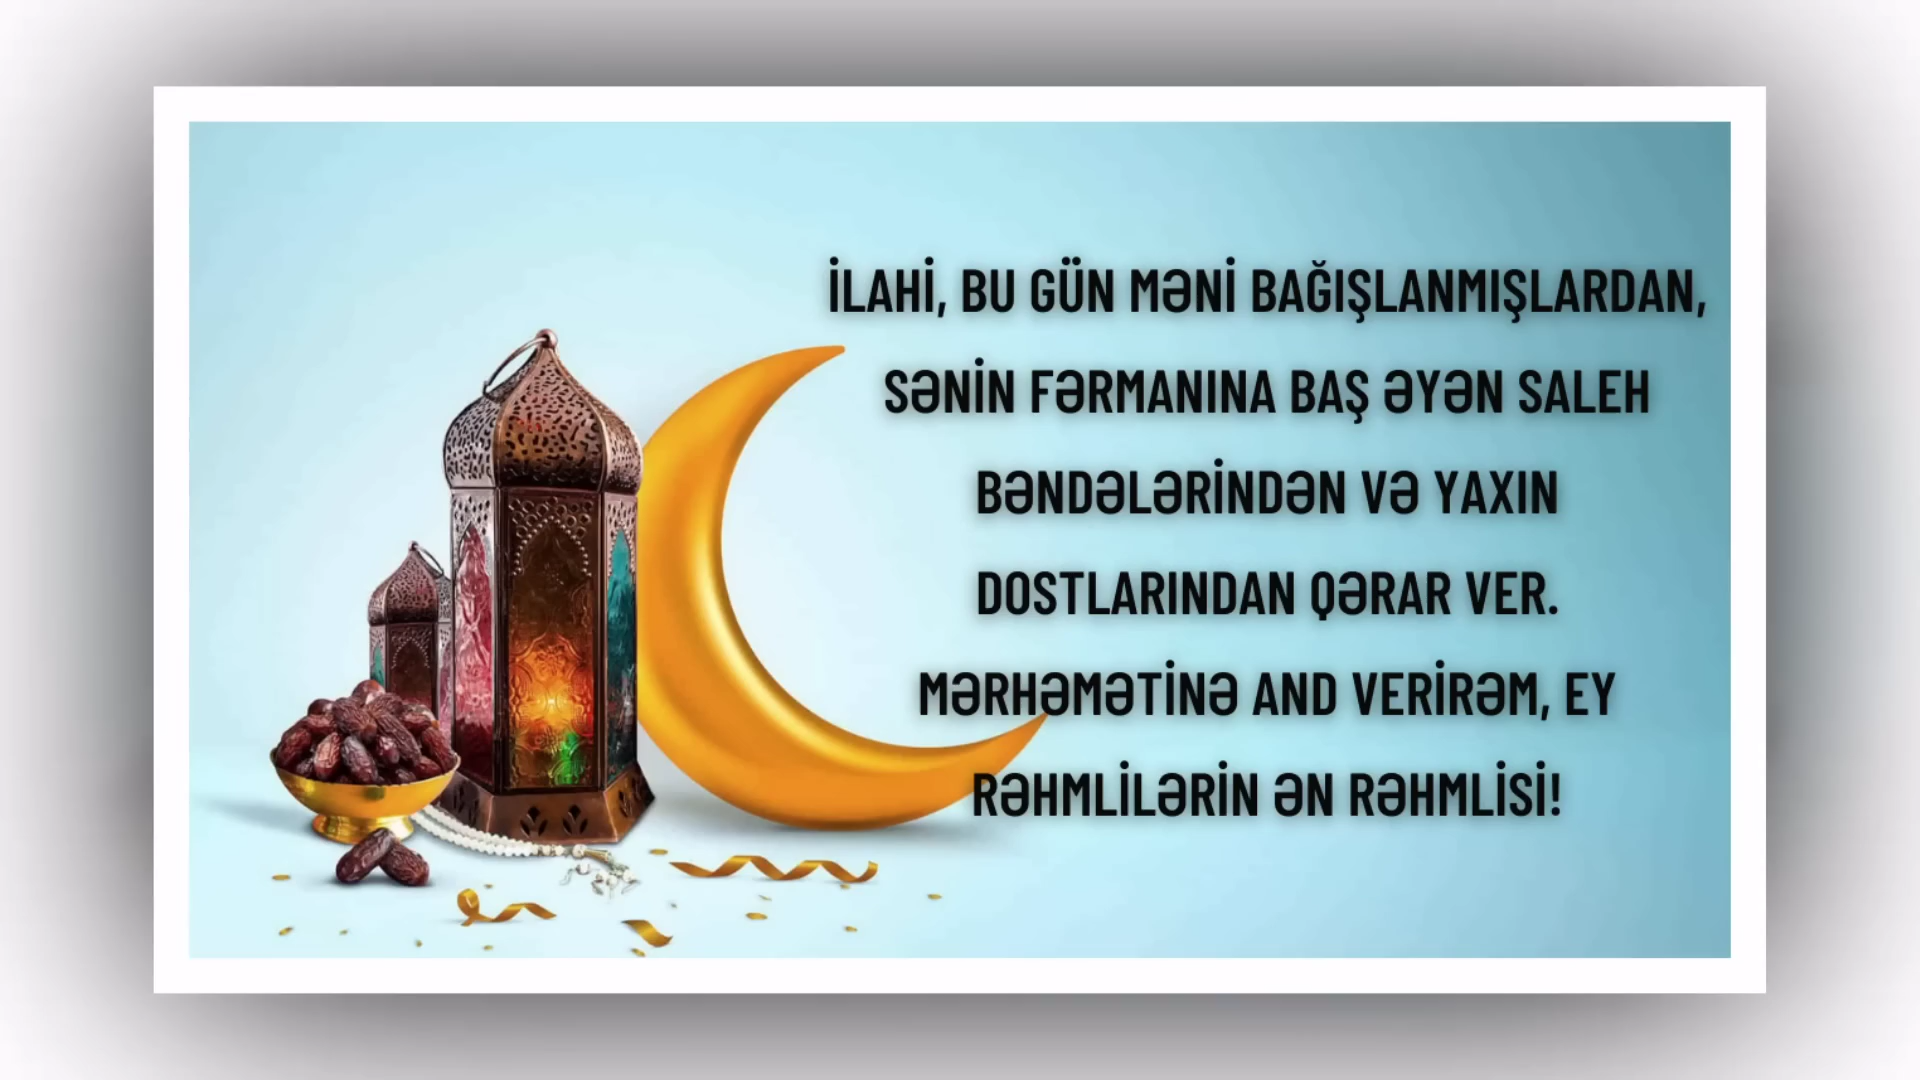 İLAHİ, BU GÜN MƏNİ BAĞIŞLANMIŞLARDAN,
SƏNİN FƏRMANINA BAŞ ƏYƏN SALEH
BƏNDƏLƏRİNDƏN VƏ YAXIN
DOSTLARINDAN QƏRAR VER.
MƏRHƏMƏTİNƏ AND VERİRƏM, EY
RƏHMLİLƏRİN ƏN RƏHMLİSİ!